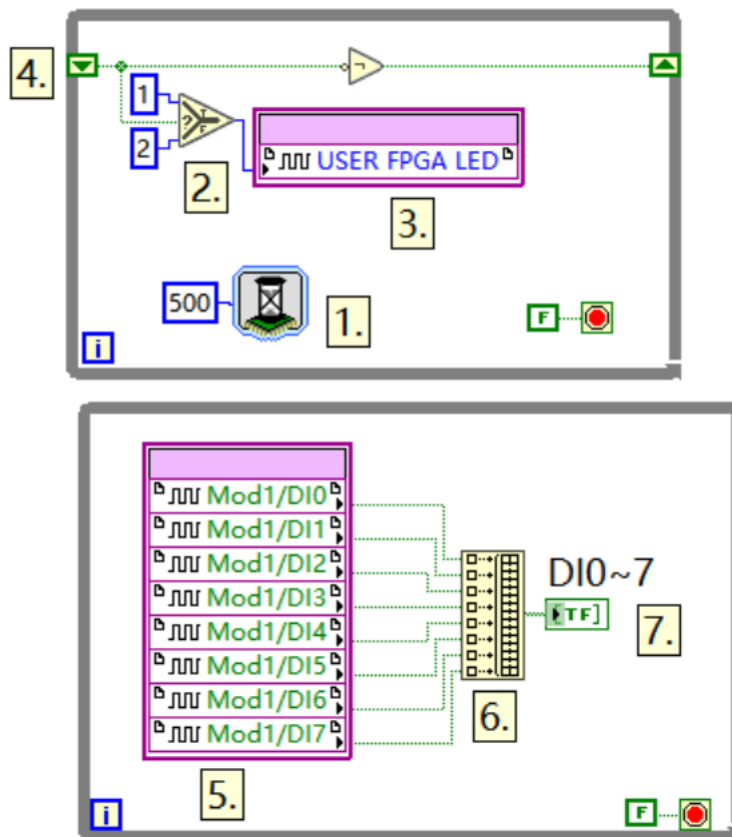 4.
1
?
T
F
2
2.
USER FPGA LED
3.
500
1.
F
i
Mod1/DI0
Mod1/DI1
Mod1/DI2
Mod1/DI3
Mod1/DI4
Mod1/DI5
Mod1/DI6
Mod1/DI7
5.
6.
DI0~7
[TF]
7.
i
F